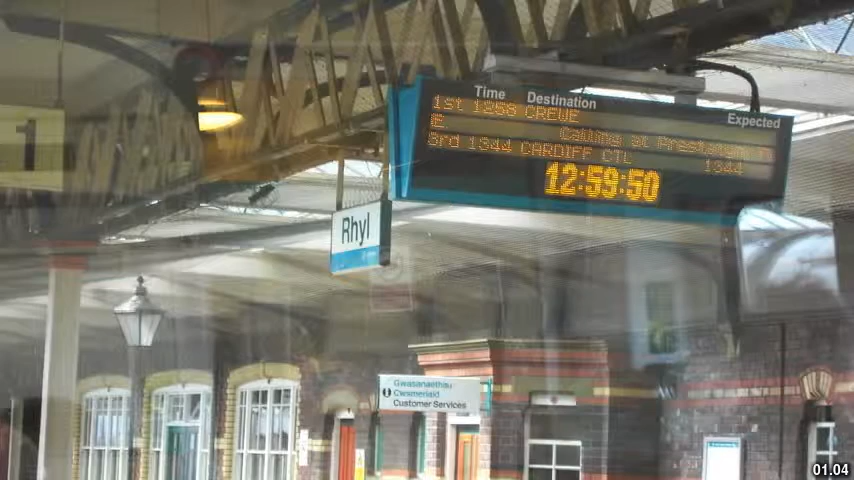 1
Time Destination Expected
1st 1258 CREWE
E Calling at Prestatyn
3rd 1344 CARDIFF CTL 1344
12:59:50
Rhyl
Gwasanaethau
Cwsmeriaid
Customer Services
01.04